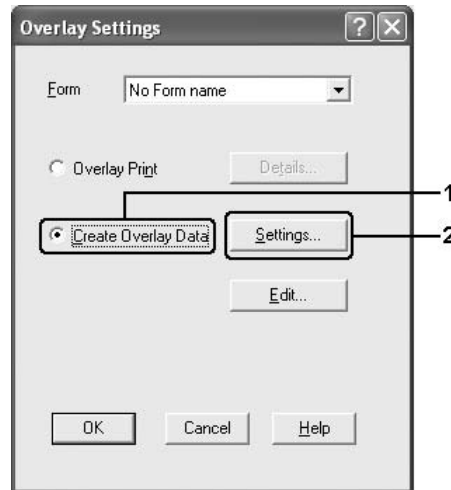 Overlay Settings
Form No Form name
Overlay Print Details...
1
Create Overlay Data Settings...
2
Edit...
OK Cancel Help